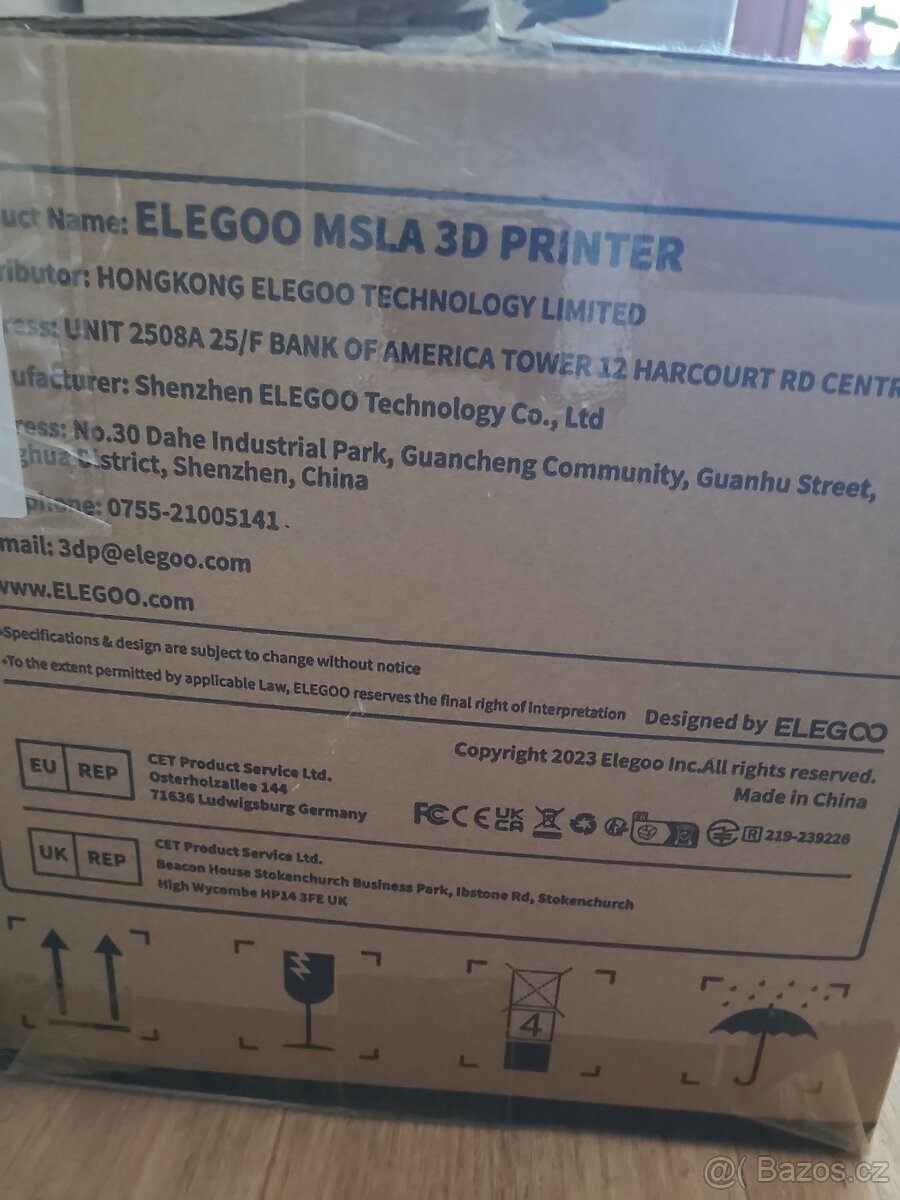 uct Name: ELEGOO MSLA 3D PRINTER
ributor: HONGKONG ELEGOO TECHNOLOGY LIMITED
ress: UNIT 2508A 25/F BANK OF AMERICA TOWER 12 HARCOURT RD CENTR
ufacturer: Shenzhen ELEGOO Technology Co., Ltd
ress: No.30 Dahe Industrial Park, Guancheng Community, Guanhu Street,
ghua District, Shenzhen, China
phone: 0755-21005141
mail: 3dp@elegoo.com
www.ELEGOO.com
•Specifications & design are subject to change without notice
•To the extent permitted by applicable Law, ELEGOO reserves the final right of Interpretation
Designed by ELEGOO
Copyright 2023 Elegoo Inc.All rights reserved.
Made in China
EU REP
CET Product Service Ltd.
Osterholzallee 144
71636 Ludwigsburg Germany
FC CE UK CA R 219-239226
UK REP
CET Product Service Ltd.
Beacon House Stokenchurch Business Park, Ibstone Rd, Stokenchurch
High Wycombe HP14 3FE UK
4
@( Bazos.cz